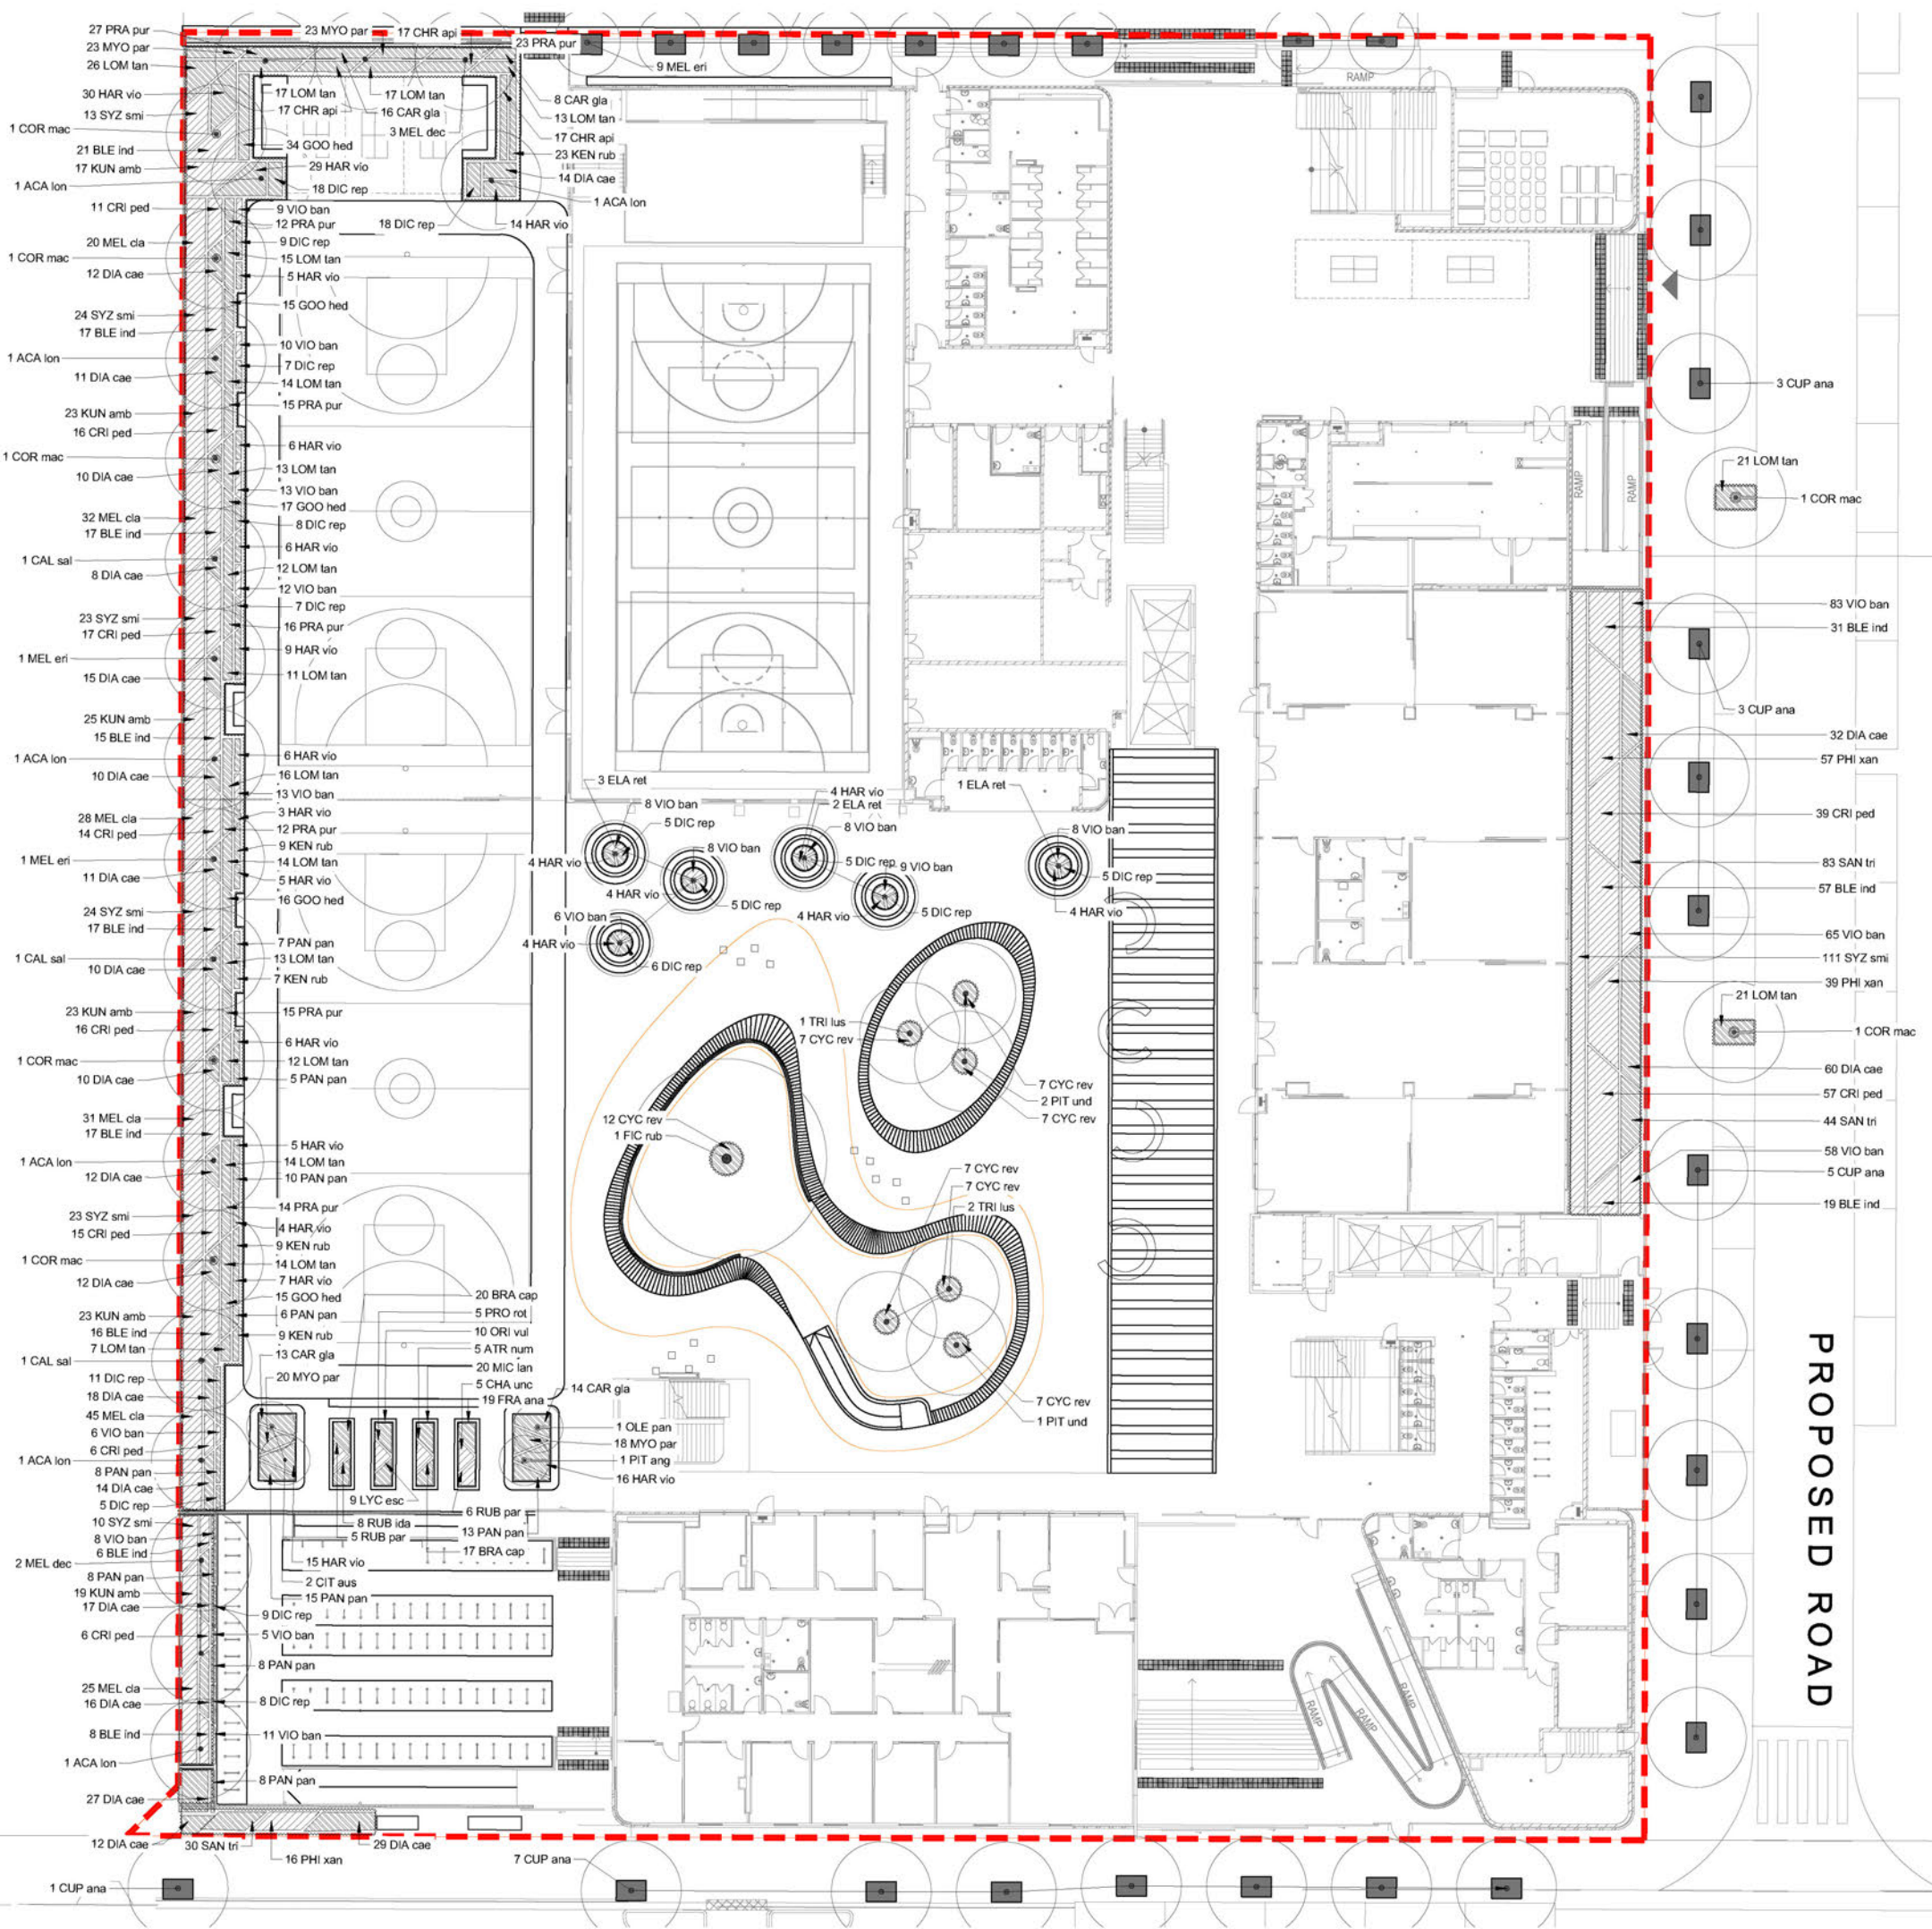 27 PRA pur
23 MYO par
17 CHR api
23 MYO par
23 PRA pur
26 LOM tan
9 MEL eri
30 HAR vio
17 LOM tan
17 LOM tan
8 CAR gla
13 SYZ smi
17 CHR api
16 CAR gla
13 LOM tan
1 COR mac
3 MEL dec
17 CHR api
21 BLE ind
34 GOO hed
23 KEN rub
17 KUN amb
29 HAR vio
14 DIA cae
1 ACA lon
18 DIC rep
1 ACA lon
11 CRI ped
9 VIO ban
12 PRA pur
18 DIC rep
14 HAR vio
20 MEL cla
9 DIC rep
1 COR mac
15 LOM tan
12 DIA cae
5 HAR vio
15 GOO hed
24 SYZ smi
17 BLE ind
10 VIO ban
1 ACA lon
7 DIC rep
11 DIA cae
14 LOM tan
15 PRA pur
23 KUN amb
16 CRI ped
6 HAR vio
1 COR mac
13 LOM tan
10 DIA cae
13 VIO ban
17 GOO hed
32 MEL cla
8 DIC rep
17 BLE ind
6 HAR vio
1 CAL sal
12 LOM tan
8 DIA cae
12 VIO ban
7 DIC rep
23 SYZ smi
16 PRA pur
17 CRI ped
9 HAR vio
1 MEL eri
11 LOM tan
15 DIA cae
25 KUN amb
15 BLE ind
6 HAR vio
1 ACA lon
16 LOM tan
10 DIA cae
13 VIO ban
3 HAR vio
28 MEL cla
12 PRA pur
14 CRI ped
9 KEN rub
1 MEL eri
14 LOM tan
11 DIA cae
5 HAR vio
16 GOO hed
24 SYZ smi
17 BLE ind
7 PAN pan
1 CAL sal
13 LOM tan
10 DIA cae
7 KEN rub
23 KUN amb
15 PRA pur
16 CRI ped
6 HAR vio
1 COR mac
12 LOM tan
10 DIA cae
5 PAN pan
31 MEL cla
17 BLE ind
5 HAR vio
1 ACA lon
14 LOM tan
12 DIA cae
10 PAN pan
14 PRA pur
23 SYZ smi
4 HAR vio
15 CRI ped
9 KEN rub
1 COR mac
14 LOM tan
12 DIA cae
7 HAR vio
15 GOO hed
23 KUN amb
6 PAN pan
16 BLE ind
9 KEN rub
7 LOM tan
13 CAR gla
1 CAL sal
20 MYO par
11 DIC rep
18 DIA cae
45 MEL cla
6 VIO ban
6 CRI ped
1 ACA lon
8 PAN pan
14 DIA cae
5 DIC rep
10 SYZ smi
8 VIO ban
6 BLE ind
2 MEL dec
8 PAN pan
19 KUN amb
17 DIA cae
6 CRI ped
25 MEL cla
16 DIA cae
8 BLE ind
1 ACA lon
27 DIA cae
12 DIA cae
30 SAN tri
16 PHI xan
29 DIA cae
1 CUP ana
7 CUP ana
20 BRA cap
5 PRO rot
10 ORI vul
5 ATR num
20 MIC lan
5 CHA unc
19 FRA ana
14 CAR gla
1 OLE pan
18 MYO par
1 PIT ang
16 HAR vio
9 LYC esc
6 RUB par
8 RUB ida
5 RUB par
13 PAN pan
17 BRA cap
15 HAR vio
2 CIT aus
15 PAN pan
9 DIC rep
5 VIO ban
8 PAN pan
8 DIC rep
11 VIO ban
8 PAN pan
3 ELA ret
8 VIO ban
5 DIC rep
4 HAR vio
8 VIO ban
4 HAR vio
5 DIC rep
6 VIO ban
4 HAR vio
6 DIC rep
4 HAR vio
2 ELA ret
8 VIO ban
5 DIC rep
9 VIO ban
4 HAR vio
5 DIC rep
1 ELA ret
8 VIO ban
5 DIC rep
4 HAR vio
1 TRI lus
7 CYC rev
7 CYC rev
2 PIT und
7 CYC rev
12 CYC rev
1 FIC rub
7 CYC rev
7 CYC rev
2 TRI lus
7 CYC rev
1 PIT und
RAMP
3 CUP ana
21 LOM tan
1 COR mac
RAMP
RAMP
83 VIO ban
31 BLE ind
3 CUP ana
32 DIA cae
57 PHI xan
39 CRI ped
83 SAN tri
57 BLE ind
65 VIO ban
111 SYZ smi
39 PHI xan
21 LOM tan
1 COR mac
60 DIA cae
57 CRI ped
44 SAN tri
58 VIO ban
5 CUP ana
19 BLE ind
RAMP
RAMP
RAMP
PROPOSED ROAD